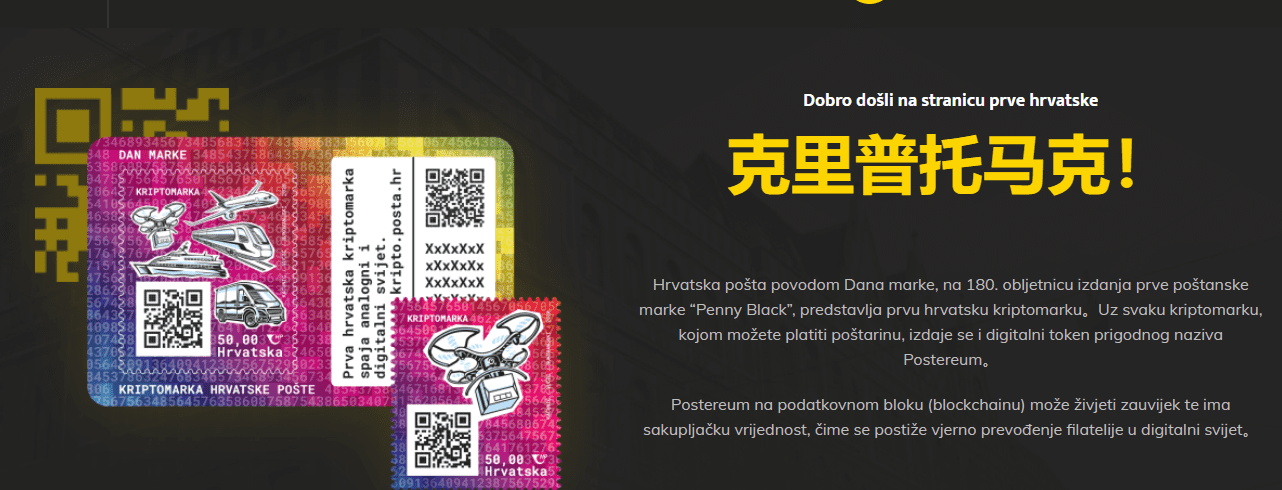 DAN MARKE
KRIPTOMARKA
50,00
Hrvatska
KRIPTOMARKA HRVATSKE POŠTE
Prva hrvatska kriptomarka
spaja analogni i
digitalni svijet.
kripto.posta.hr
XxXxXxX
xXxXxXx
XxXxXxX
KRIPTOMARKA
50,00
Hrvatska
Dobro došli na stranicu prve hrvatske
克里普托马克！
Hrvatska pošta povodom Dana marke, na 180. obljetnicu izdanja prve poštanske
marke “Penny Black”, predstavlja prvu hrvatsku kriptomarku。Uz svaku kriptomarku,
kojom možete platiti poštarinu, izdaje se i digitalni token prigodnog naziva
Postereum。
Postereum na podatkovnom bloku (blockchainu) može živjeti zauvijek te ima
sakupljačku vrijednost, čime se postiže vjerno prevođenje filatelije u digitalni svijet。